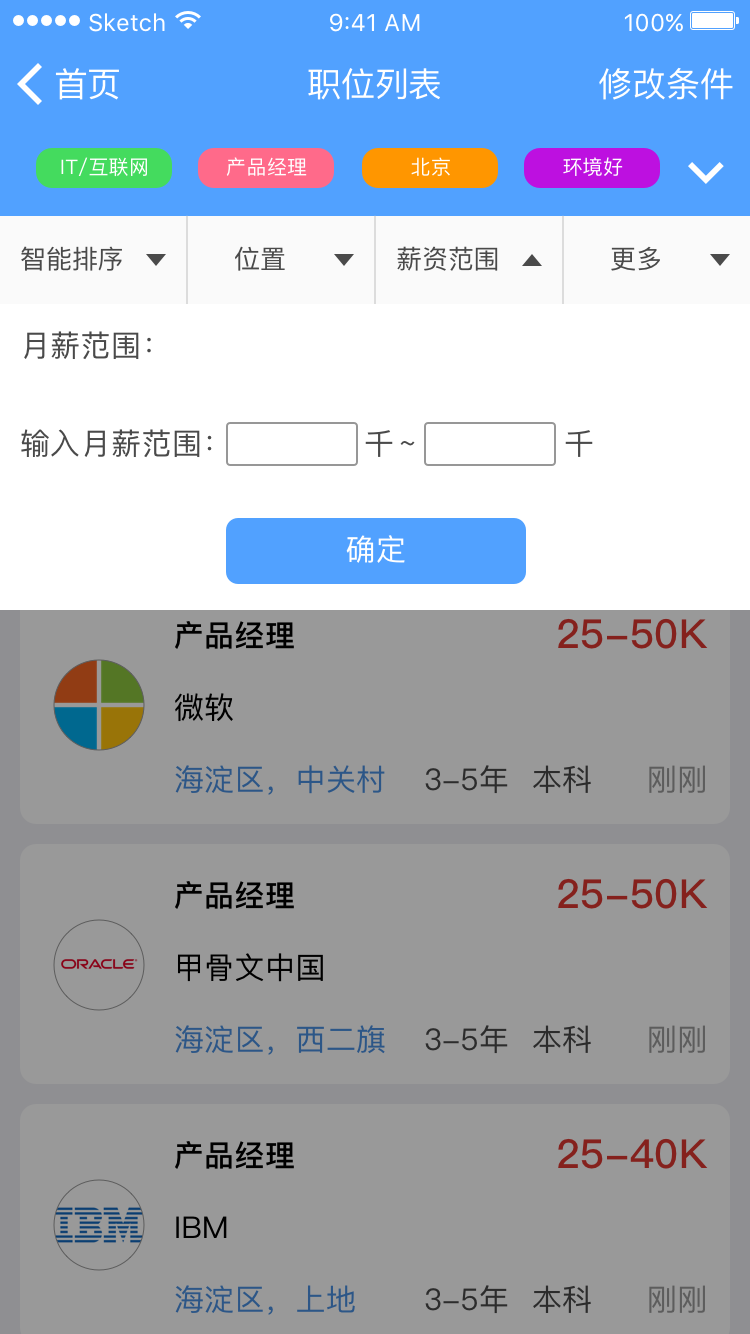 Sketch 9:41 AM 100%
首页 职位列表 修改条件
IT/互联网 产品经理 北京 环境好
智能排序 位置 薪资范围 更多
月薪范围：
输入月薪范围： 千 ~ 千
确定
产品经理 25-50K
微软
海淀区，中关村 3-5年 本科 刚刚
产品经理 25-50K
ORACLE
甲骨文中国
海淀区，西二旗 3-5年 本科 刚刚
产品经理 25-40K
IBM IBM
海淀区，上地 3-5年 本科 刚刚